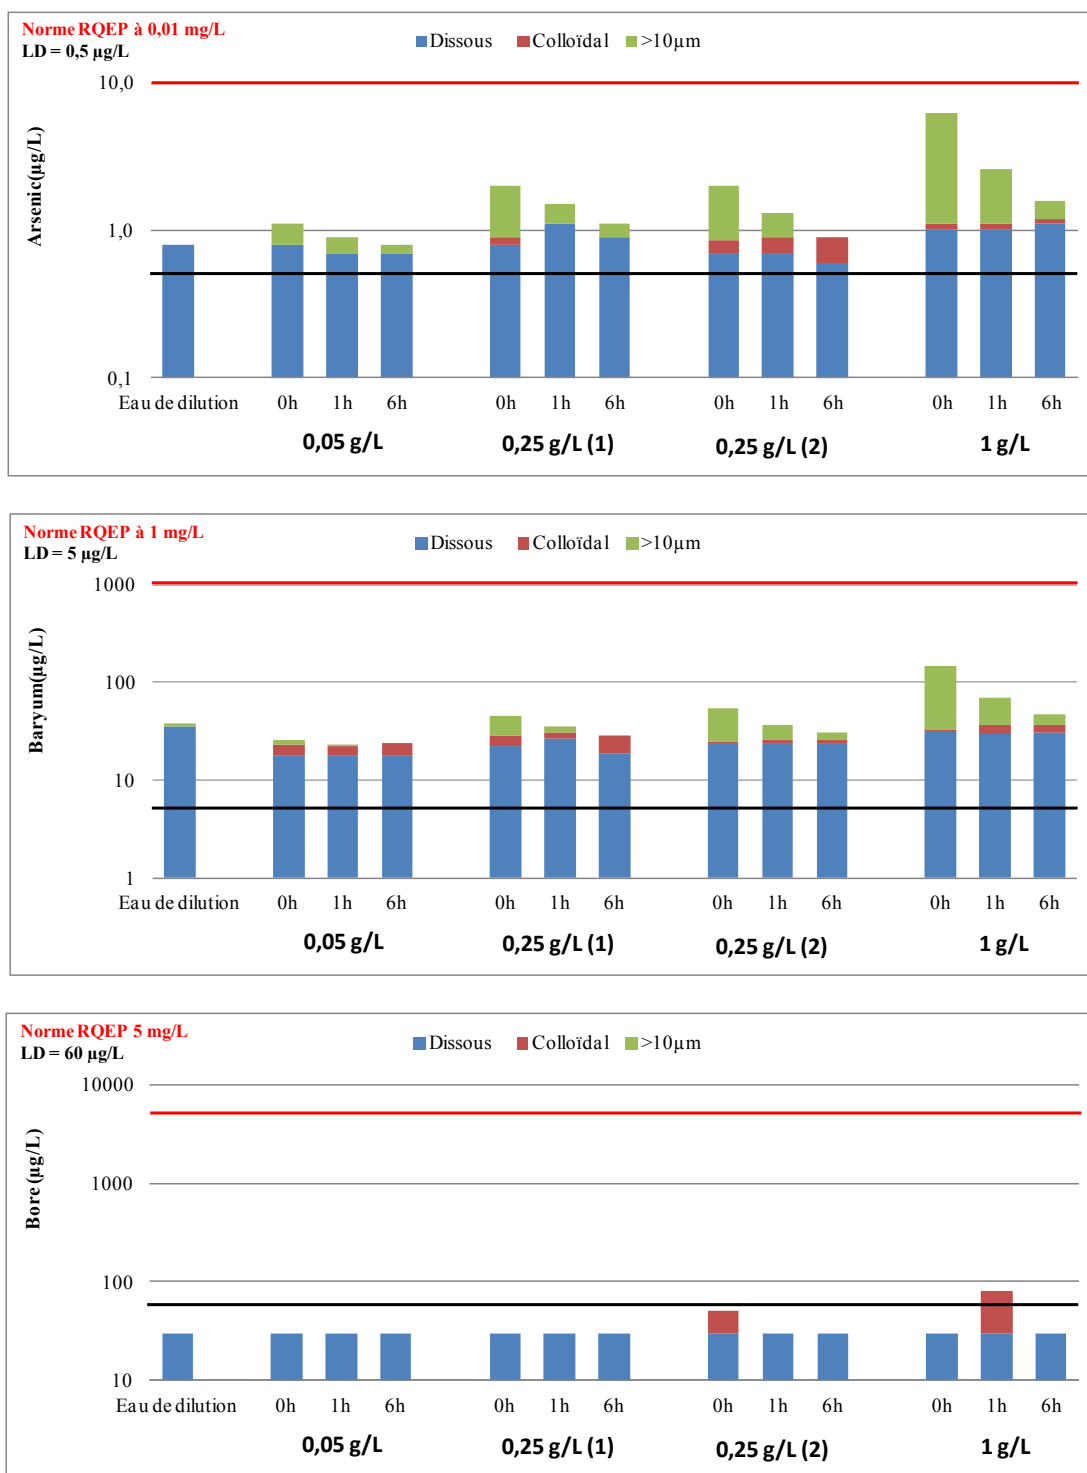 Norme RQEP à 0,01 mg/L
LD = 0,5 µg/L
Dissous Colloïdal >10µm
Arsenic(µg/L)
10,0
1,0
0,1
Eau de dilution 0h 1h 6h 0h 1h 6h 0h 1h 6h 0h 1h 6h
0,05 g/L 0,25 g/L (1) 0,25 g/L (2) 1 g/L
Norme RQEP à 1 mg/L
LD = 5 µg/L
Dissous Colloïdal >10µm
Baryum(µg/L)
1000
100
10
1
Eau de dilution 0h 1h 6h 0h 1h 6h 0h 1h 6h 0h 1h 6h
0,05 g/L 0,25 g/L (1) 0,25 g/L (2) 1 g/L
Norme RQEP 5 mg/L
LD = 60 µg/L
Dissous Colloïdal >10µm
Bore (µg/L)
10000
1000
100
10
Eau de dilution 0h 1h 6h 0h 1h 6h 0h 1h 6h 0h 1h 6h
0,05 g/L 0,25 g/L (1) 0,25 g/L (2) 1 g/L